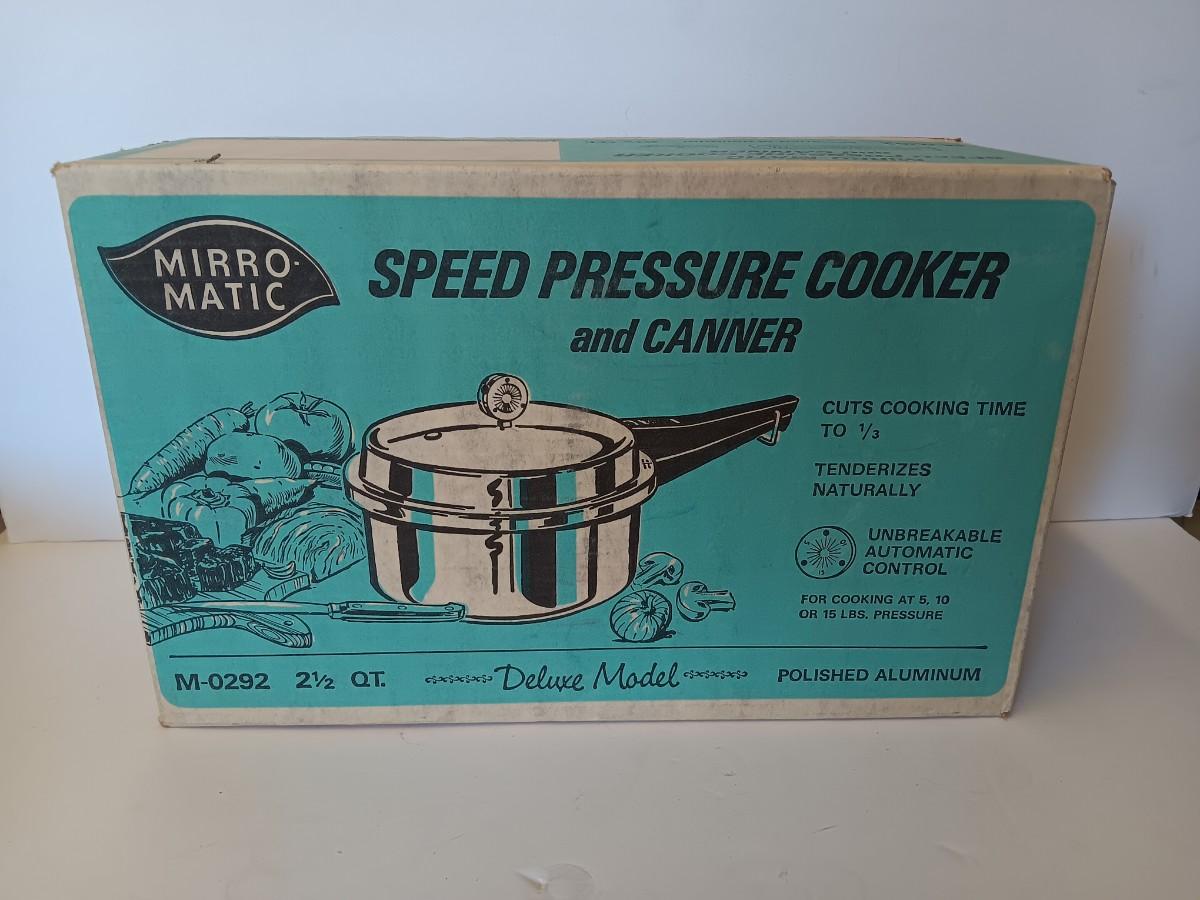 MIRRO-
MATIC
SPEED PRESSURE COOKER
and CANNER
CUTS COOKING TIME
TO 1/3
TENDERIZES
NATURALLY
UNBREAKABLE
AUTOMATIC
CONTROL
FOR COOKING AT 5, 10
OR 15 LBS. PRESSURE
M-0292 2½ QT. Deluxe Model POLISHED ALUMINUM